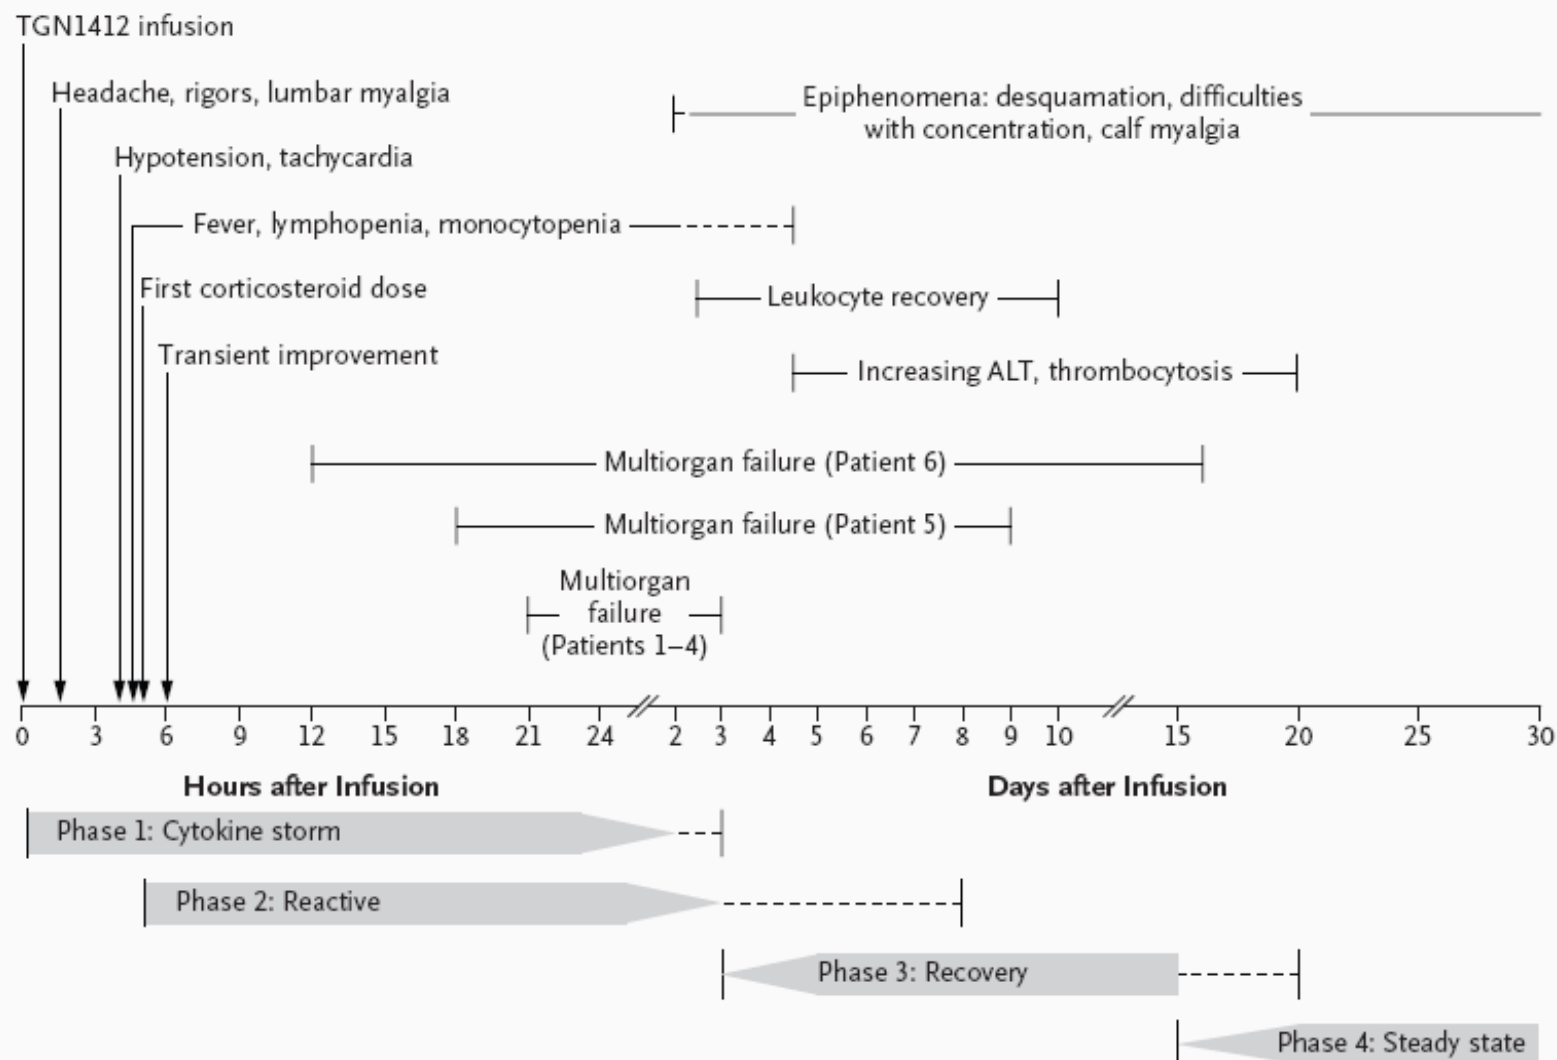 TGN1412 infusion
Headache, rigors, lumbar myalgia
Epiphenomena: desquamation, difficulties
with concentration, calf myalgia
Hypotension, tachycardia
Fever, lymphopenia, monocytopenia
First corticosteroid dose
Leukocyte recovery
Transient improvement
Increasing ALT, thrombocytosis
Multiorgan failure (Patient 6)
Multiorgan failure (Patient 5)
Multiorgan
failure
(Patients 1–4)
0 3 6 9 12 15 18 21 24 2 3 4 5 6 7 8 9 10 15 20 25 30
Hours after Infusion Days after Infusion
Phase 1: Cytokine storm
Phase 2: Reactive
Phase 3: Recovery
Phase 4: Steady state